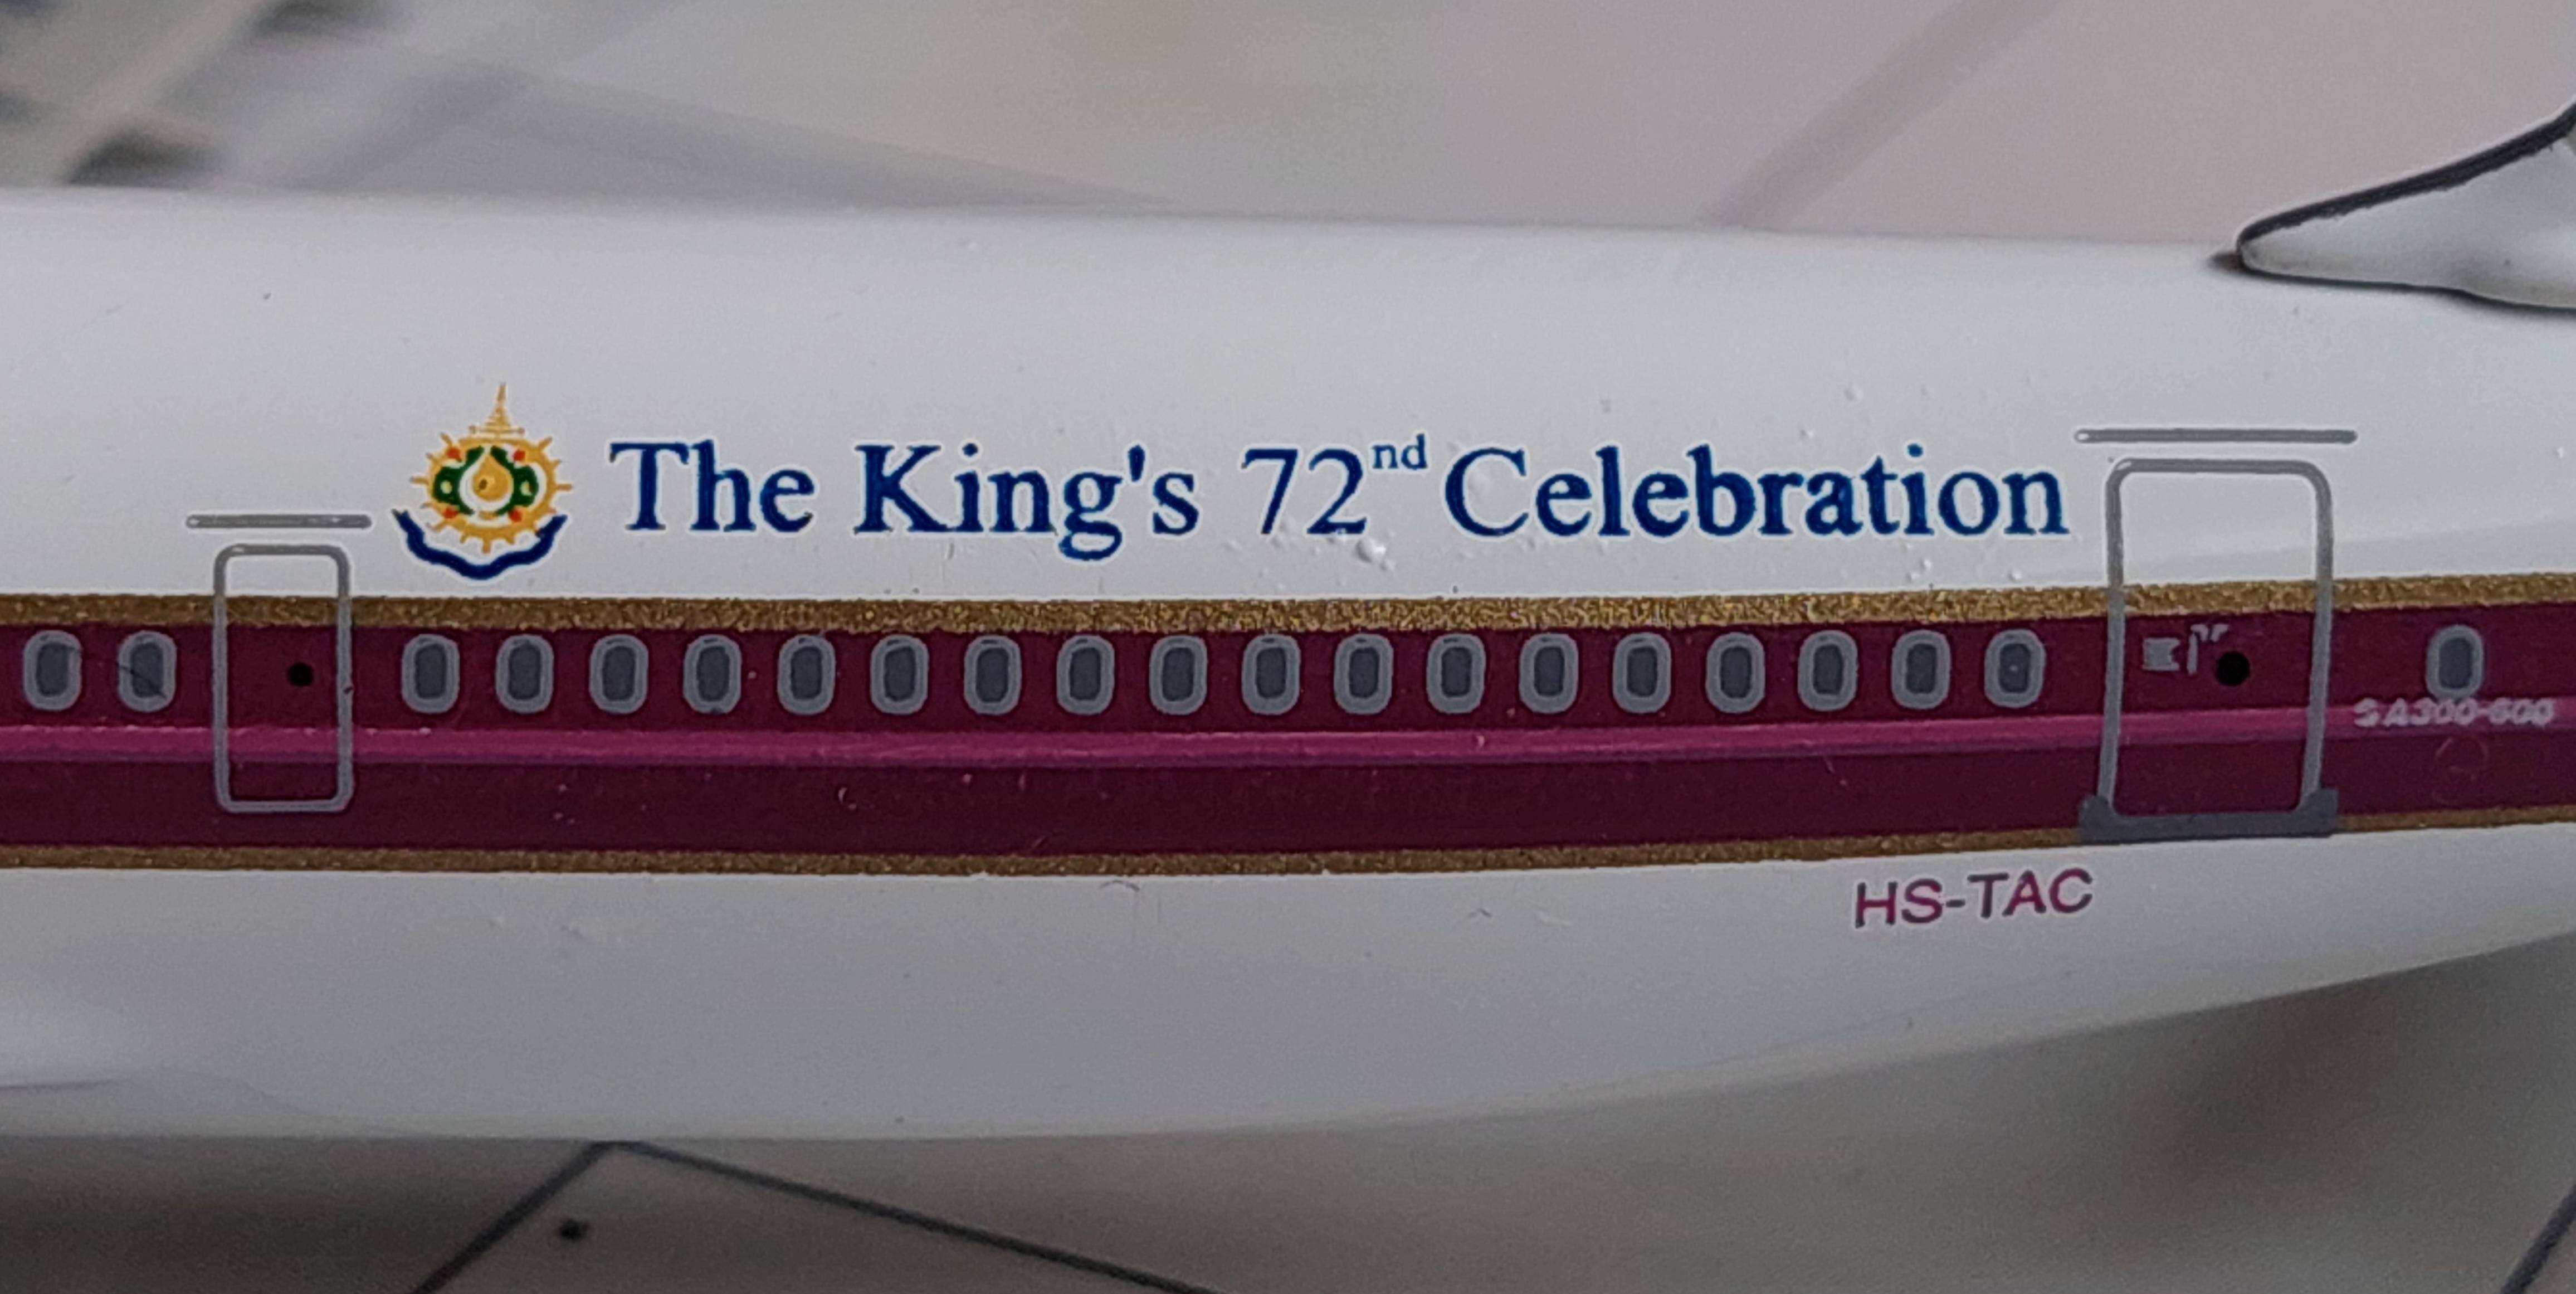 The King's 72nd Celebration
A300-600
HS-TAC